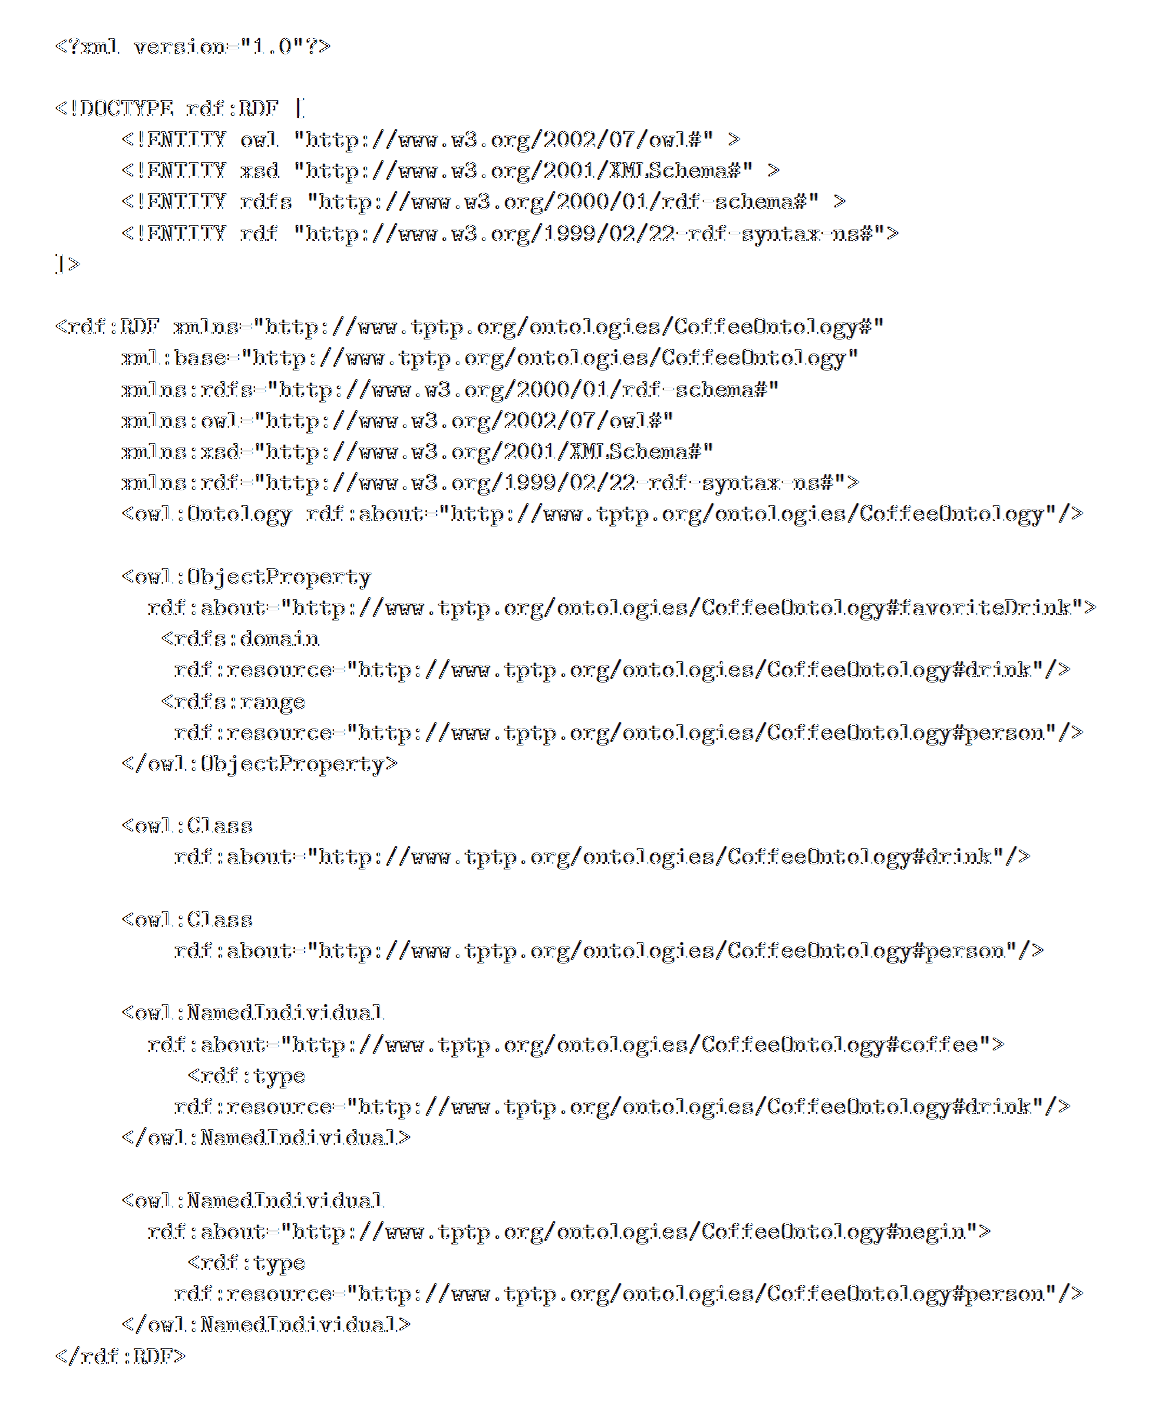 <?xml version="1.0"?>
<!DOCTYPE rdf:RDF [
<!ENTITY owl "http://www.w3.org/2002/07/owl#" >
<!ENTITY xsd "http://www.w3.org/2001/XMLSchema#" >
<!ENTITY rdfs "http://www.w3.org/2000/01/rdf-schema#" >
<!ENTITY rdf "http://www.w3.org/1999/02/22-rdf-syntax-ns#">
]>
<rdf:RDF xmlns="http://www.tptp.org/ontologies/CoffeeOntology#"
xml:base="http://www.tptp.org/ontologies/CoffeeOntology"
xmlns:rdfs="http://www.w3.org/2000/01/rdf-schema#"
xmlns:owl="http://www.w3.org/2002/07/owl#"
xmlns:xsd="http://www.w3.org/2001/XMLSchema#"
xmlns:rdf="http://www.w3.org/1999/02/22-rdf-syntax-ns#">
<owl:Ontology rdf:about="http://www.tptp.org/ontologies/CoffeeOntology"/>
<owl:ObjectProperty
rdf:about="http://www.tptp.org/ontologies/CoffeeOntology#favoriteDrink">
<rdfs:domain
rdf:resource="http://www.tptp.org/ontologies/CoffeeOntology#drink"/>
<rdfs:range
rdf:resource="http://www.tptp.org/ontologies/CoffeeOntology#person"/>
</owl:ObjectProperty>
<owl:Class
rdf:about="http://www.tptp.org/ontologies/CoffeeOntology#drink"/>
<owl:Class
rdf:about="http://www.tptp.org/ontologies/CoffeeOntology#person"/>
<owl:NamedIndividual
rdf:about="http://www.tptp.org/ontologies/CoffeeOntology#coffee">
<rdf:type
rdf:resource="http://www.tptp.org/ontologies/CoffeeOntology#drink"/>
</owl:NamedIndividual>
<owl:NamedIndividual
rdf:about="http://www.tptp.org/ontologies/CoffeeOntology#negin">
<rdf:type
rdf:resource="http://www.tptp.org/ontologies/CoffeeOntology#person"/>
</owl:NamedIndividual>
</rdf:RDF>